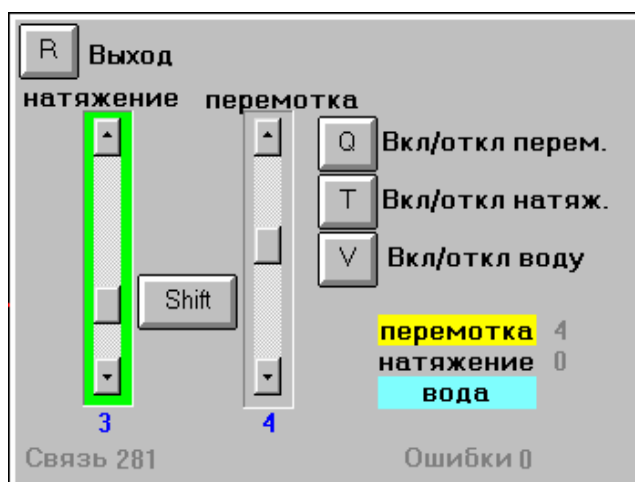 R Выход
натяжение перемотка
Q Вкл/откл перем.
T Вкл/откл натяж.
V Вкл/откл воду
Shift
перемотка 4
натяжение 0
вода
3 4
Связь 281 Ошибки 0